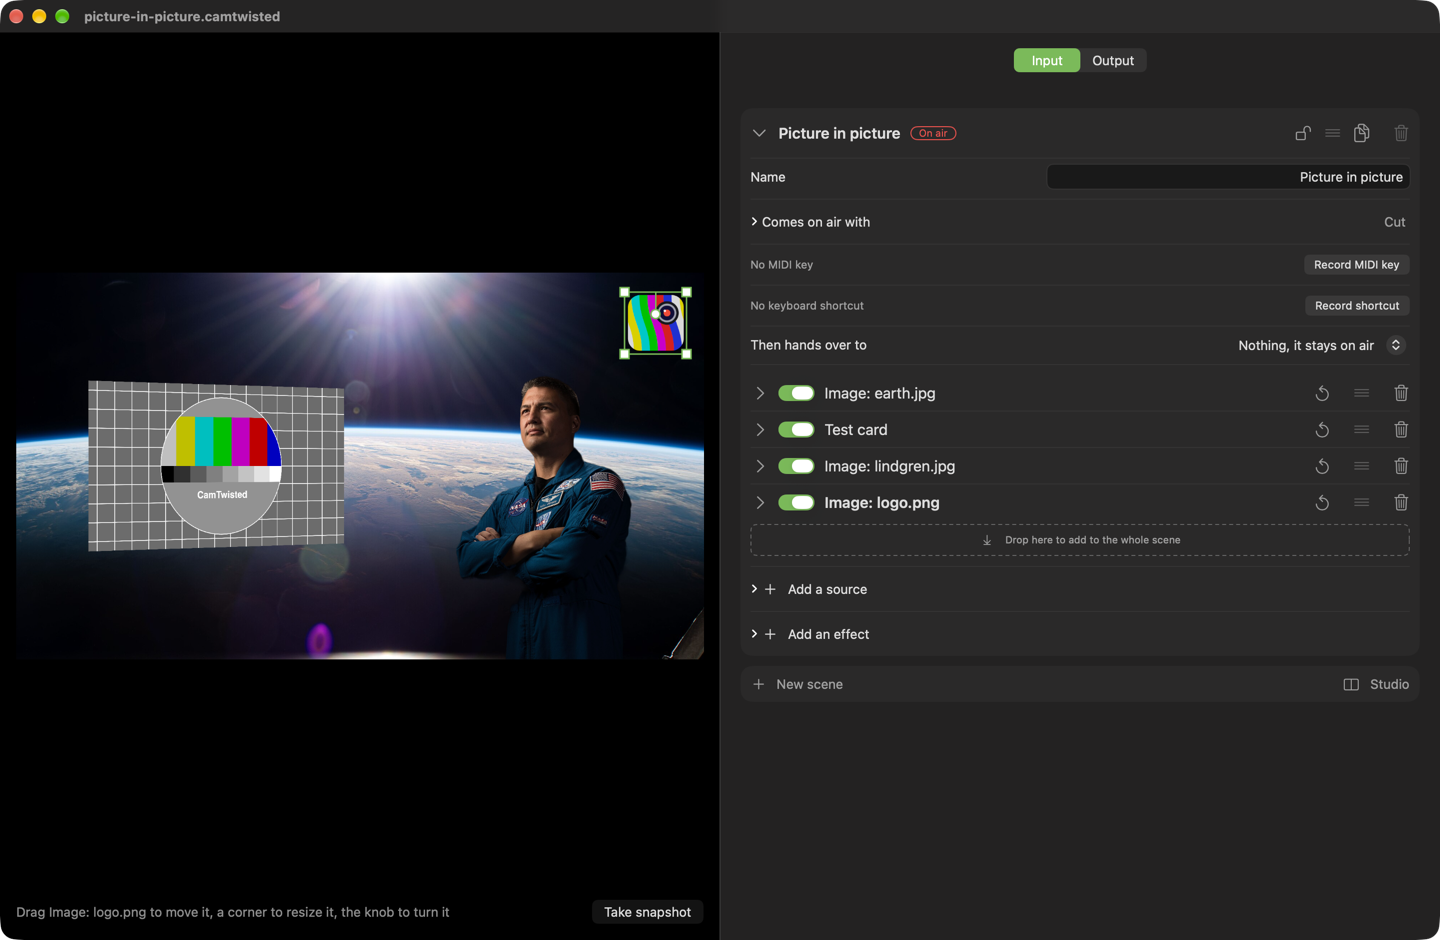 picture-in-picture.camtwisted
Input
Output
Picture in picture
On air
Name
Picture in picture
Comes on air with
Cut
No MIDI key
Record MIDI key
No keyboard shortcut
Record shortcut
Then hands over to
Nothing, it stays on air
Image: earth.jpg
Test card
Image: lindgren.jpg
Image: logo.png
Drop here to add to the whole scene
Add a source
Add an effect
New scene
Studio
CamTwisted
NASA
Drag Image: logo.png to move it, a corner to resize it, the knob to turn it
Take snapshot